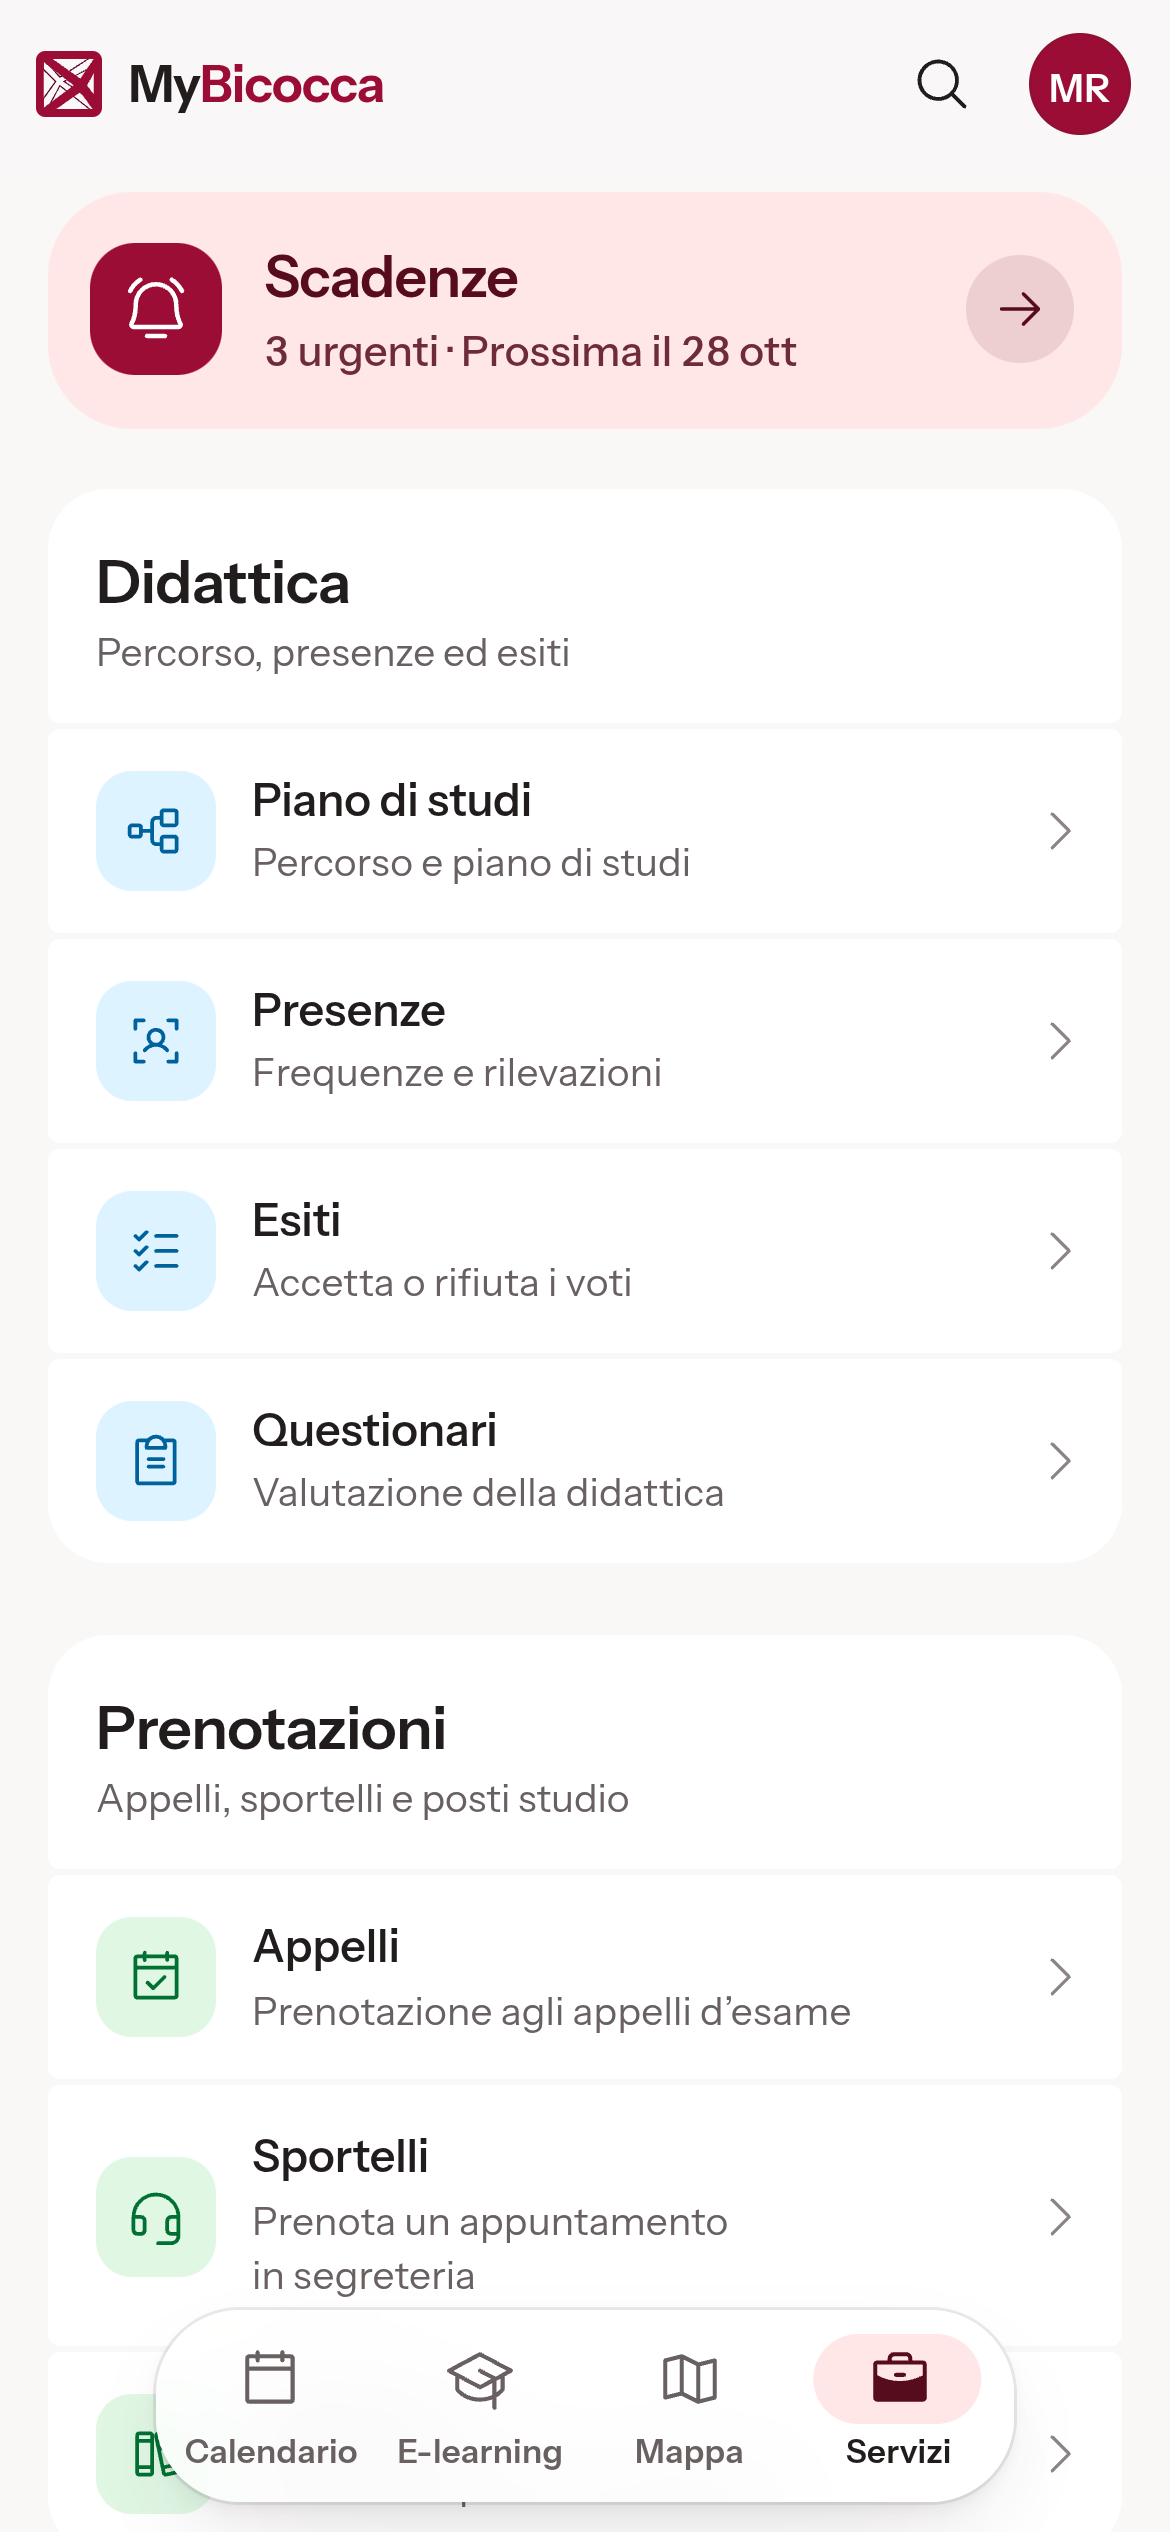 MyBicocca
MR
Scadenze
3 urgenti · Prossima il 28 ott
Didattica
Percorso, presenze ed esiti
Piano di studi
Percorso e piano di studi
Presenze
Frequenze e rilevazioni
Esiti
Accetta o rifiuta i voti
Questionari
Valutazione della didattica
Prenotazioni
Appelli, sportelli e posti studio
Appelli
Prenotazione agli appelli d’esame
Sportelli
Prenota un appuntamento
in segreteria
Calendario
E-learning
Mappa
Servizi